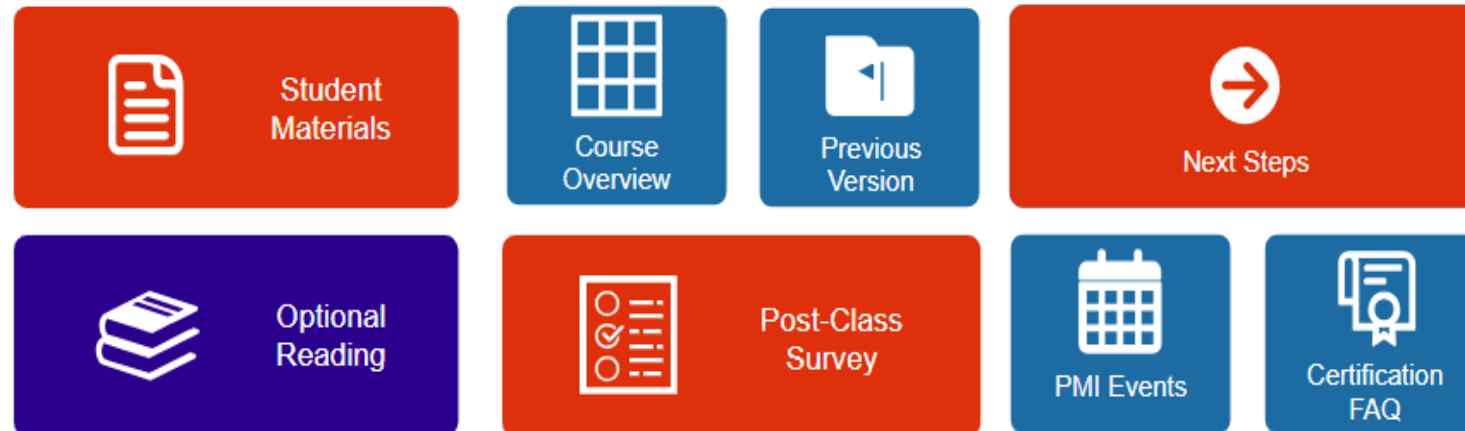 Student
Materials
Course
Overview
Previous
Version
Next Steps
Optional
Reading
Post-Class
Survey
PMI Events
Certification
FAQ